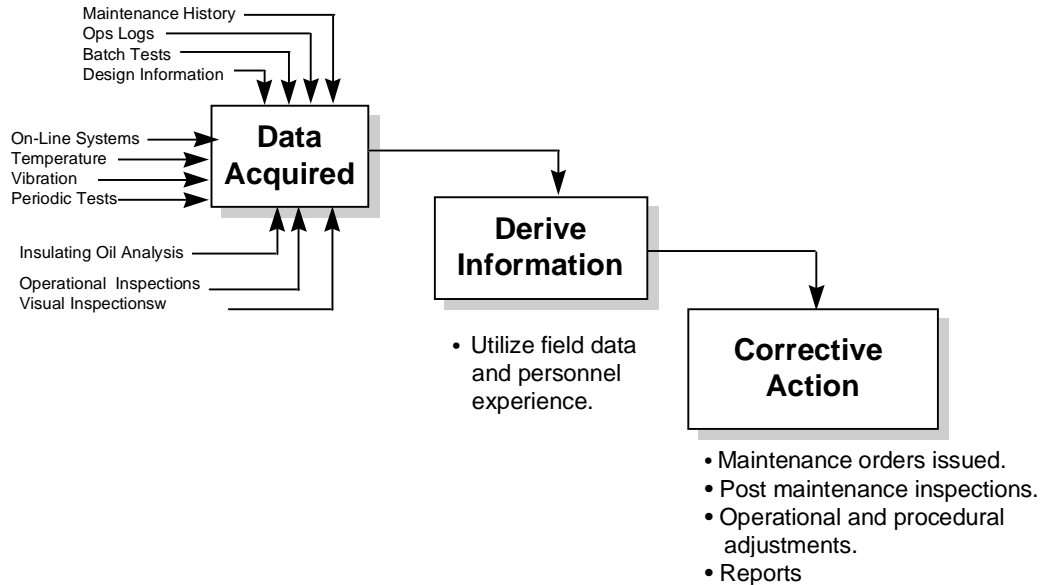 Maintenance History
Ops Logs
Batch Tests
Design Information
On-Line Systems
Temperature
Vibration
Periodic Tests
Data
Acquired
Insulating Oil Analysis
Operational Inspections
Visual Inspectionsw
Derive
Information
• Utilize field data
and personnel
experience.
Corrective
Action
• Maintenance orders issued.
• Post maintenance inspections.
• Operational and procedural
adjustments.
• Reports